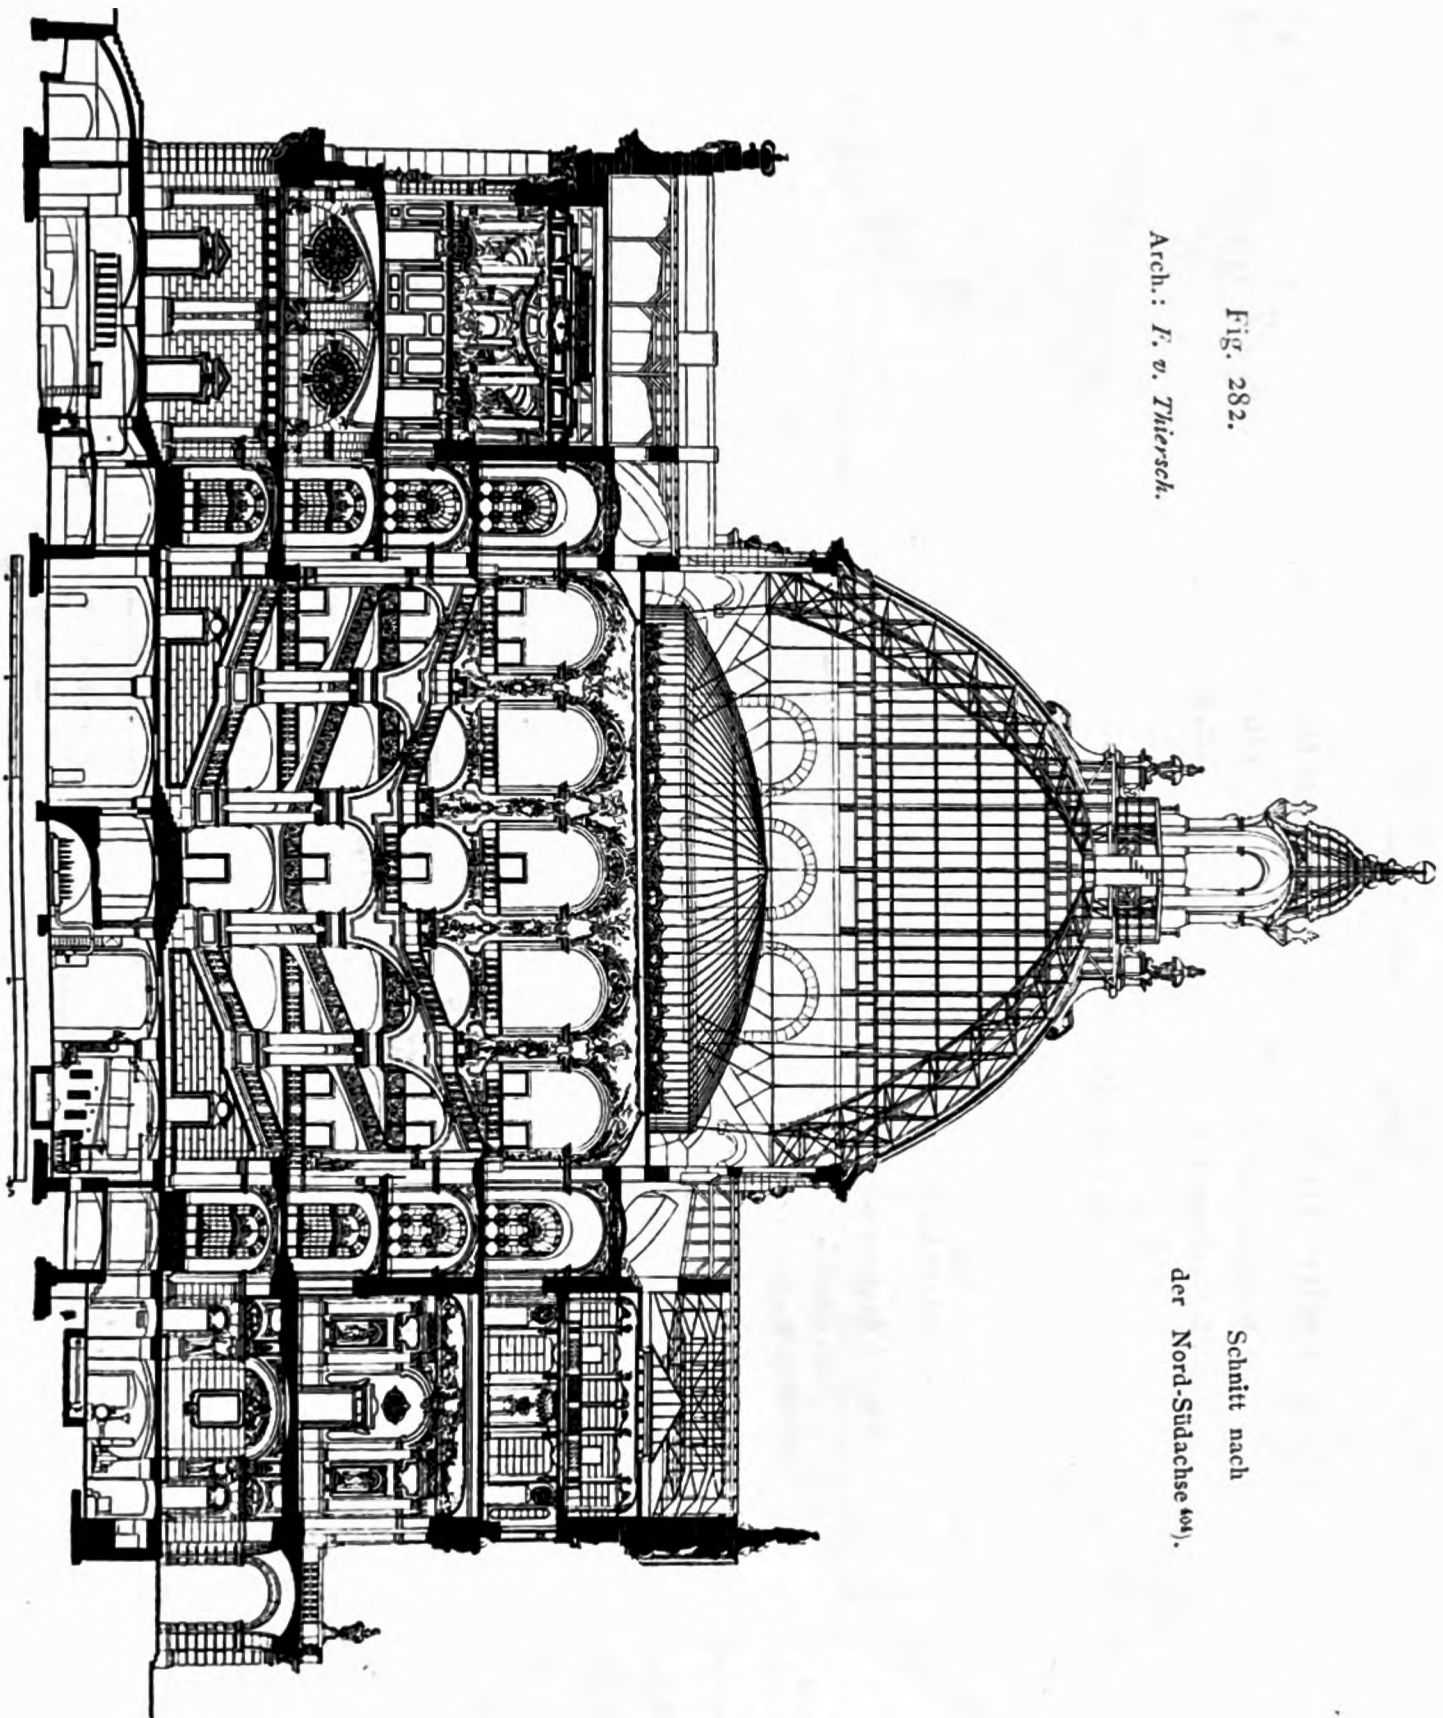 Fig. 282.
Arch.: F. v. Thiersch.
Schnitt nach
der Nord-Südachse 404).